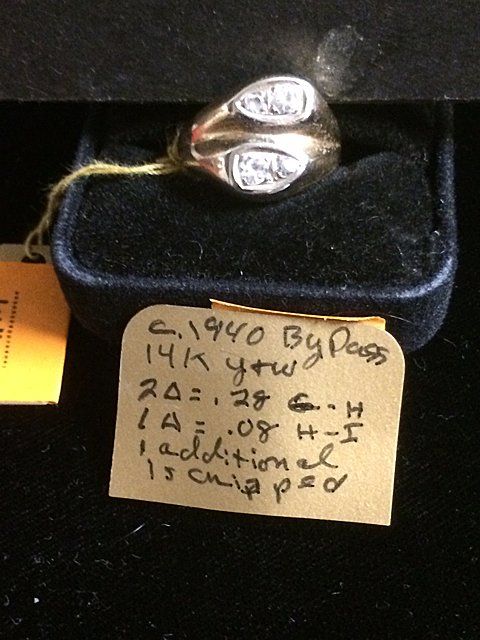 c. 1940 ByPass
14K y+w
2Δ = .28 G-H
1Δ = .08 H-I
1 additional
is chipped